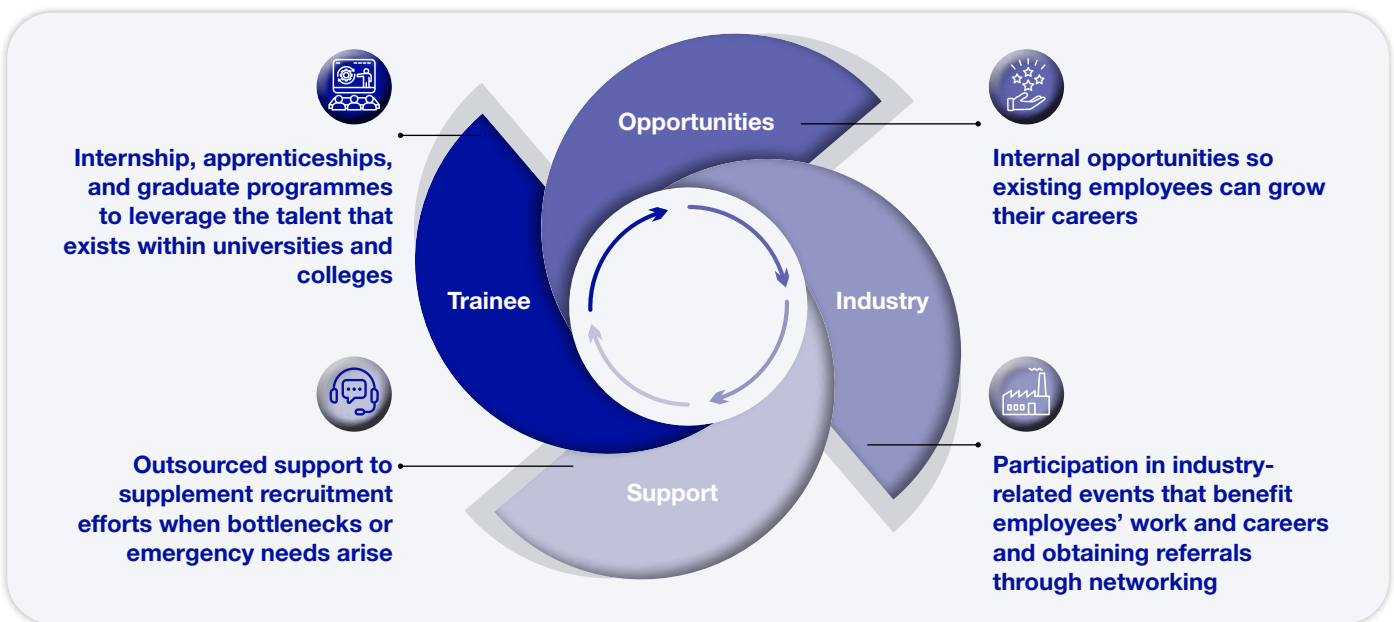 Opportunities
Internship, apprenticeships,
and graduate programmes
to leverage the talent that
exists within universities and
colleges
Internal opportunities so
existing employees can grow
their careers
Trainee
Industry
Outsourced support to
supplement recruitment
efforts when bottlenecks or
emergency needs arise
Support
Participation in industry-
related events that benefit
employees’ work and careers
and obtaining referrals
through networking